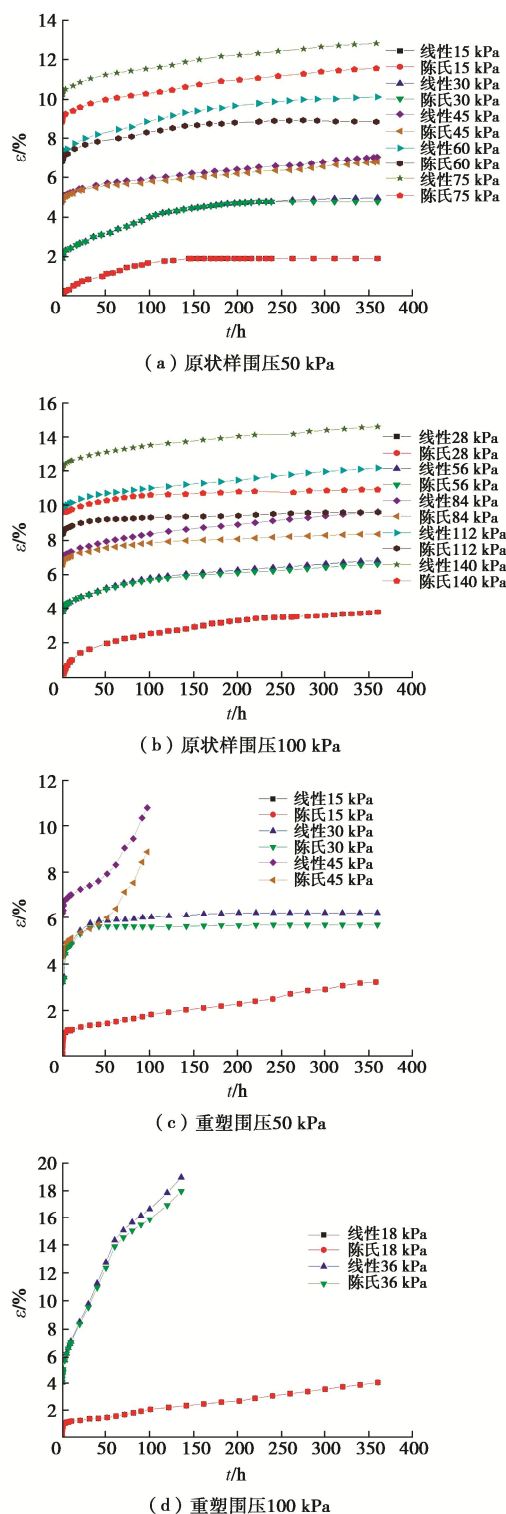 14
12
10
8
6
4
2
ε/%
0 50 100 150 200 250 300 350 400
t/h
线性15 kPa
陈氏15 kPa
线性30 kPa
陈氏30 kPa
线性45 kPa
陈氏45 kPa
线性60 kPa
陈氏60 kPa
线性75 kPa
陈氏75 kPa
(a)原状样围压50 kPa
16
14
12
10
8
6
4
2
ε/%
0 50 100 150 200 250 300 350 400
t/h
线性28 kPa
陈氏28 kPa
线性56 kPa
陈氏56 kPa
线性84 kPa
陈氏84 kPa
线性112 kPa
陈氏112 kPa
线性140 kPa
陈氏140 kPa
(b)原状样围压100 kPa
12
10
8
6
4
2
ε/%
0 50 100 150 200 250 300 350 400
t/h
线性15 kPa
陈氏15 kPa
线性30 kPa
陈氏30 kPa
线性45 kPa
陈氏45 kPa
(c)重塑围压50 kPa
20
18
16
14
12
10
8
6
4
2
ε/%
0 50 100 150 200 250 300 350 400
t/h
线性18 kPa
陈氏18 kPa
线性36 kPa
陈氏36 kPa
(d)重塑围压100 kPa